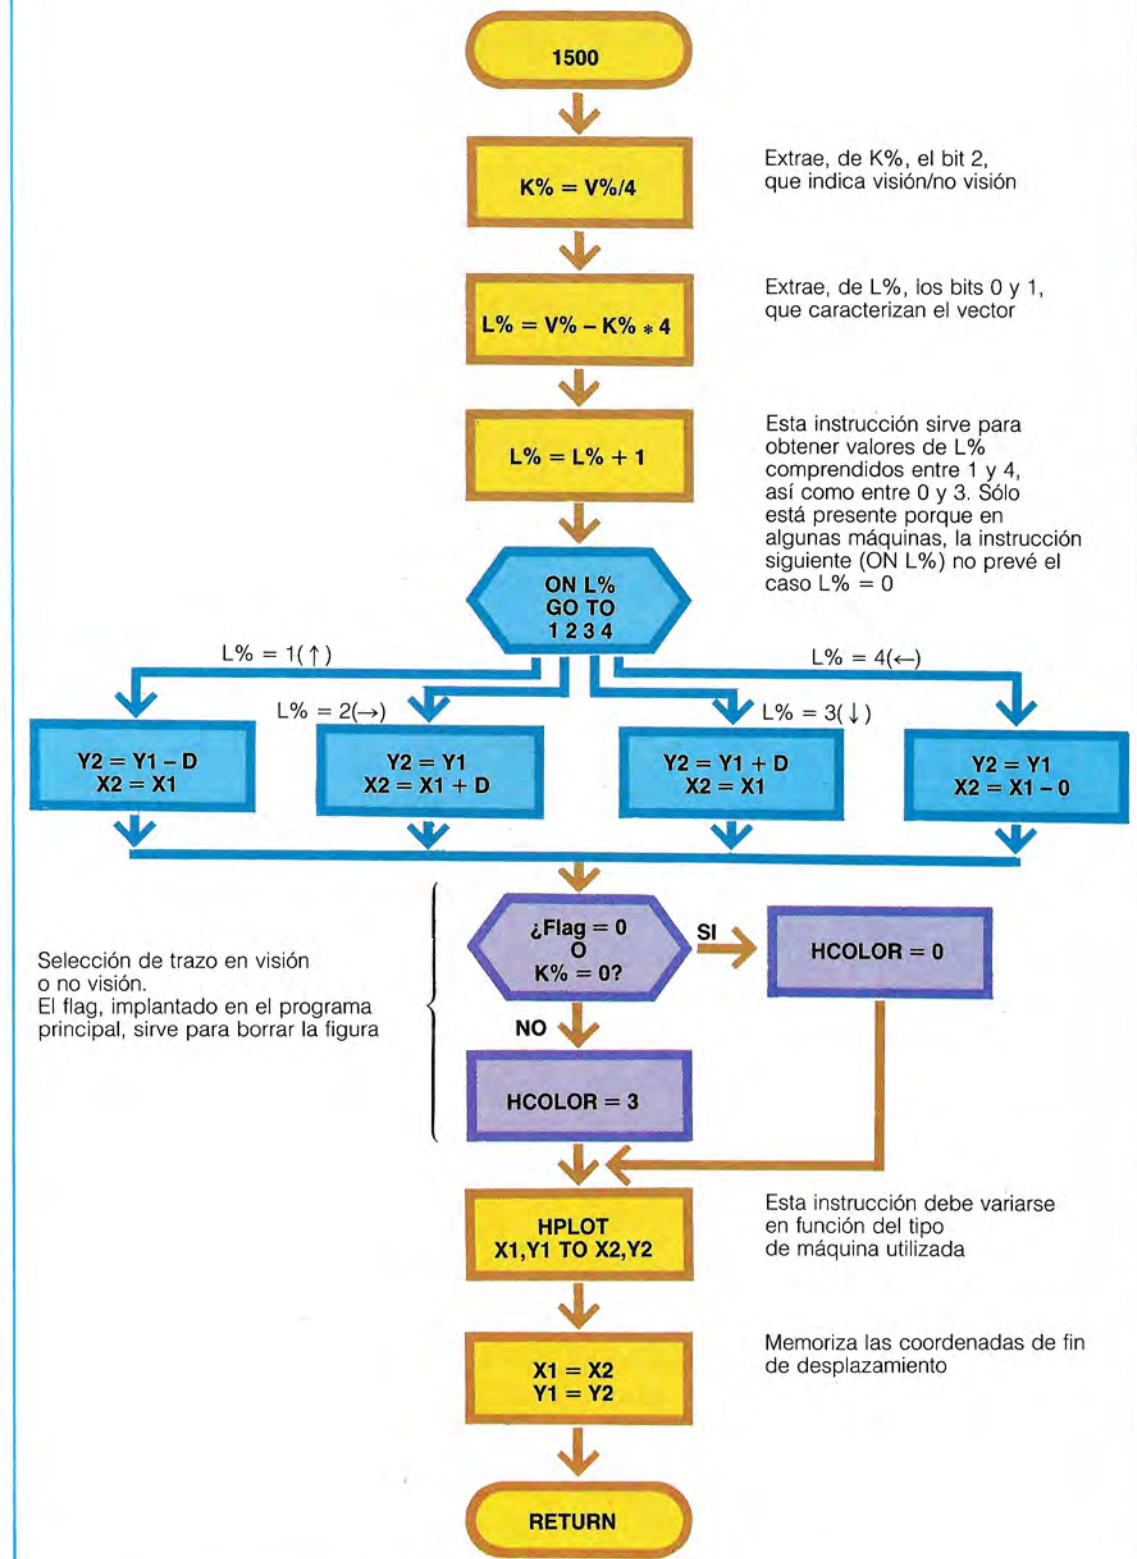 1500
K% = V%/4
Extrae, de K%, el bit 2,
que indica visión/no visión
L% = V% – K% * 4
Extrae, de L%, los bits 0 y 1,
que caracterizan el vector
L% = L% + 1
Esta instrucción sirve para
obtener valores de L%
comprendidos entre 1 y 4,
así como entre 0 y 3. Sólo
está presente porque en
algunas máquinas, la instrucción
siguiente (ON L%) no prevé el
caso L% = 0
ON L%
GO TO
1 2 3 4
L% = 1(↑)
L% = 2(→)
L% = 3(↓)
L% = 4(←)
Y2 = Y1 – D
X2 = X1
Y2 = Y1
X2 = X1 + D
Y2 = Y1 + D
X2 = X1
Y2 = Y1
X2 = X1 – 0
Selección de trazo en visión
o no visión.
El flag, implantado en el programa
principal, sirve para borrar la figura
¿Flag = 0
O
K% = 0?
SI
HCOLOR = 0
NO
HCOLOR = 3
HPLOT
X1,Y1 TO X2,Y2
Esta instrucción debe variarse
en función del tipo
de máquina utilizada
X1 = X2
Y1 = Y2
Memoriza las coordenadas de fin
de desplazamiento
RETURN